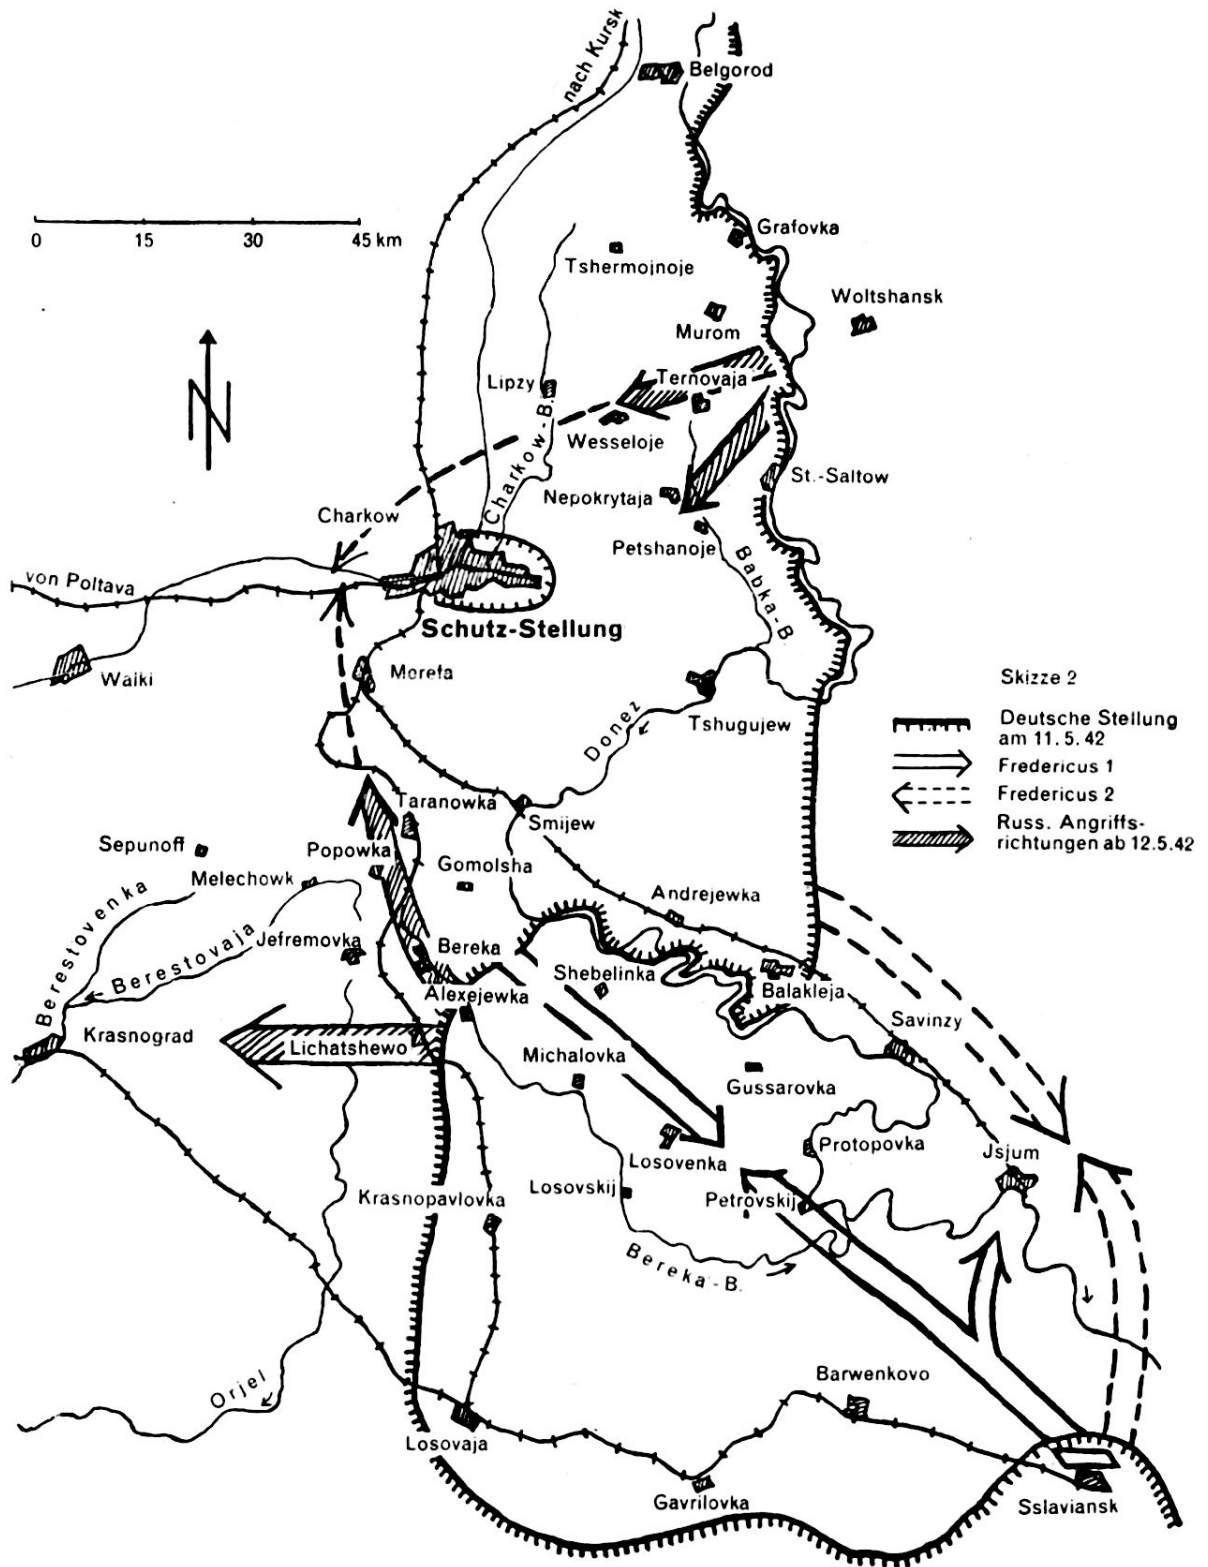 nach Kursk
Belgorod
0 15 30 45 km
Grafovka
Tshermojnoje
Woltshansk
Murom
N
Lipzy
Ternovaja
Wesseloje
Charkow-B.
St.-Saltow
Nepokrytaja
Charkow
Petshanoje
von Poltava
Babka-B
Schutz-Stellung
Walki
Merefa
Skizze 2
Tshugujew
Donez
Deutsche Stellung
am 11.5.42
Fredericus 1
Fredericus 2
Russ. Angriffs-
richtungen ab 12.5.42
Taranowka
Smijew
Sepunoff
Popowka
Melechowk
Gomolsha
Andrejewka
Berestovenka
Berestovaja
Jefremovka
Bereka
Shebelinka
Balakleja
Alexejewka
Savinzy
Krasnograd
Lichatshewo
Michalovka
Gussarovka
Losovenka
Protopovka
Jsjum
Krasnopavlovka
Losovskij
Petrovskij
Bereka-B.
Orjel
Barwenkovo
Losovaja
Gavrilovka
Sslaviansk